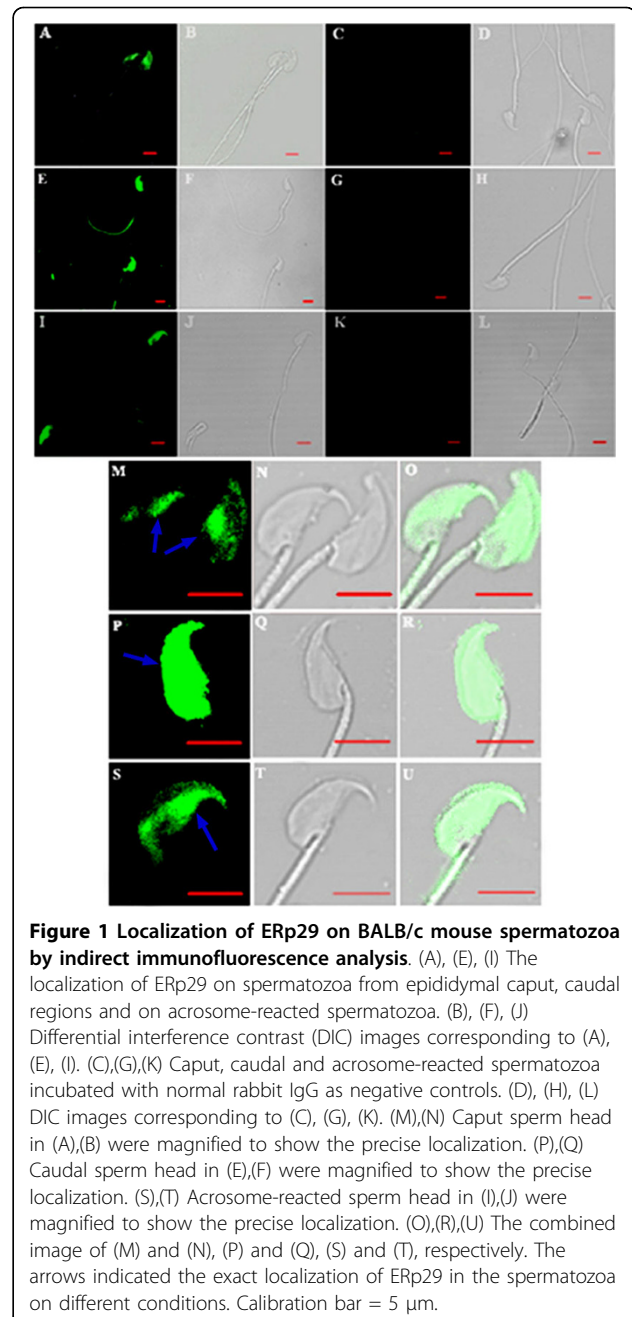 A B C D
E F G H
I J K L
M N O
P Q R
S T U
Figure 1 Localization of ERp29 on BALB/c mouse spermatozoa
by indirect immunofluorescence analysis. (A), (E), (I) The
localization of ERp29 on spermatozoa from epididymal caput, caudal
regions and on acrosome-reacted spermatozoa. (B), (F), (J)
Differential interference contrast (DIC) images corresponding to (A),
(E), (I). (C),(G),(K) Caput, caudal and acrosome-reacted spermatozoa
incubated with normal rabbit IgG as negative controls. (D), (H), (L)
DIC images corresponding to (C), (G), (K). (M),(N) Caput sperm head
in (A),(B) were magnified to show the precise localization. (P),(Q)
Caudal sperm head in (E),(F) were magnified to show the precise
localization. (S),(T) Acrosome-reacted sperm head in (I),(J) were
magnified to show the precise localization. (O),(R),(U) The combined
image of (M) and (N), (P) and (Q), (S) and (T), respectively. The
arrows indicated the exact localization of ERp29 in the spermatozoa
on different conditions. Calibration bar = 5 μm.